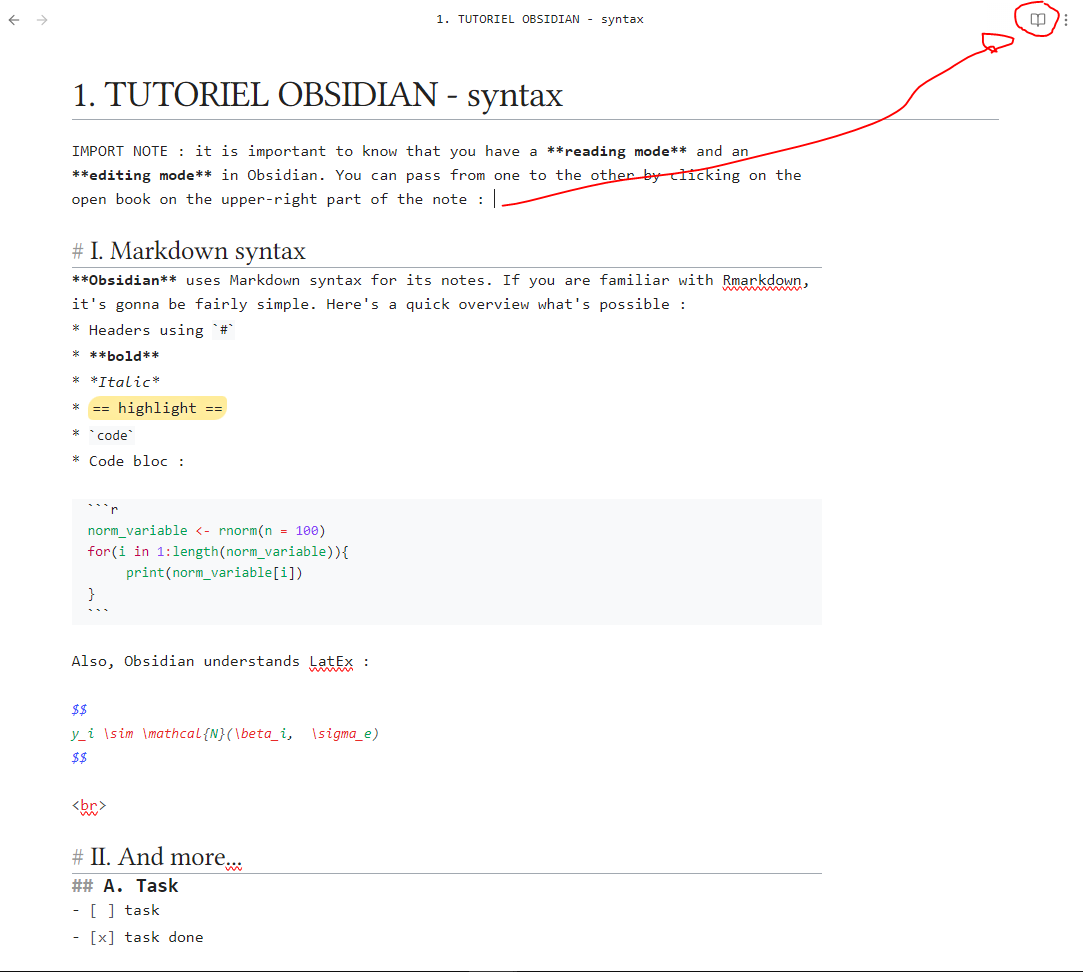 1. TUTORIEL OBSIDIAN - syntax
1. TUTORIEL OBSIDIAN - syntax
IMPORT NOTE : it is important to know that you have a **reading mode** and an
**editing mode** in Obsidian. You can pass from one to the other by clicking on the
open book on the upper-right part of the note :
# I. Markdown syntax
**Obsidian** uses Markdown syntax for its notes. If you are familiar with Rmarkdown,
it's gonna be fairly simple. Here's a quick overview what's possible :
* Headers using `#`
* **bold**
* *Italic*
* == highlight ==
* `code`
* Code bloc :
```r
norm_variable <- rnorm(n = 100)
for(i in 1:length(norm_variable)){
     print(norm_variable[i])
}
```
Also, Obsidian understands LatEx :
$$
y_i \sim \mathcal{N}(\beta_i,  \sigma_e)
$$
<br>
# II. And more...
## A. Task
- [ ] task
- [x] task done